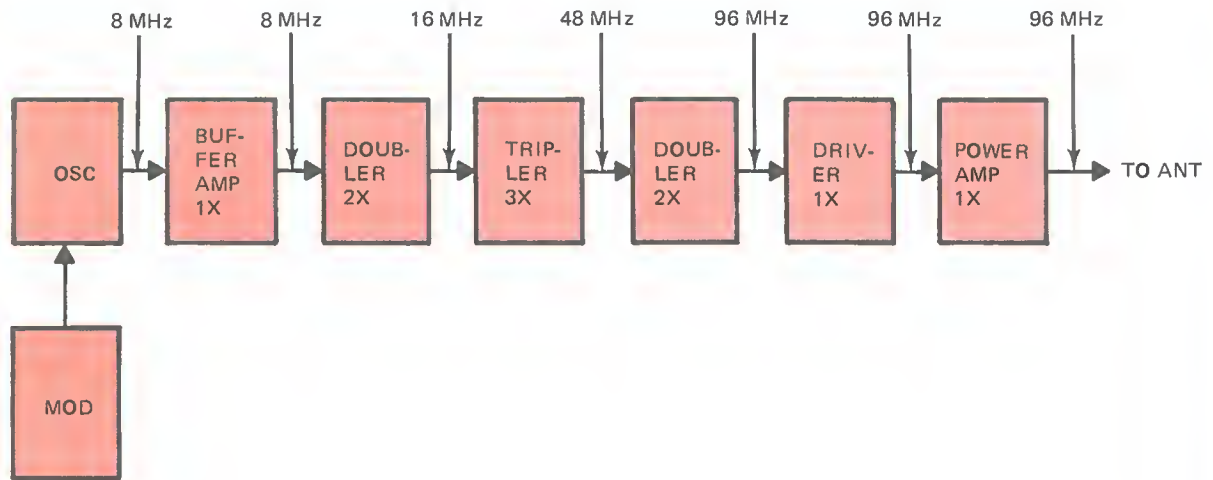 8 MHz
8 MHz
16 MHz
48 MHz
96 MHz
96 MHz
96 MHz
OSC
BUF-
FER
AMP
1X
DOUB-
LER
2X
TRIP-
LER
3X
DOUB-
LER
2X
DRIV-
ER
1X
POWER
AMP
1X
TO ANT
MOD